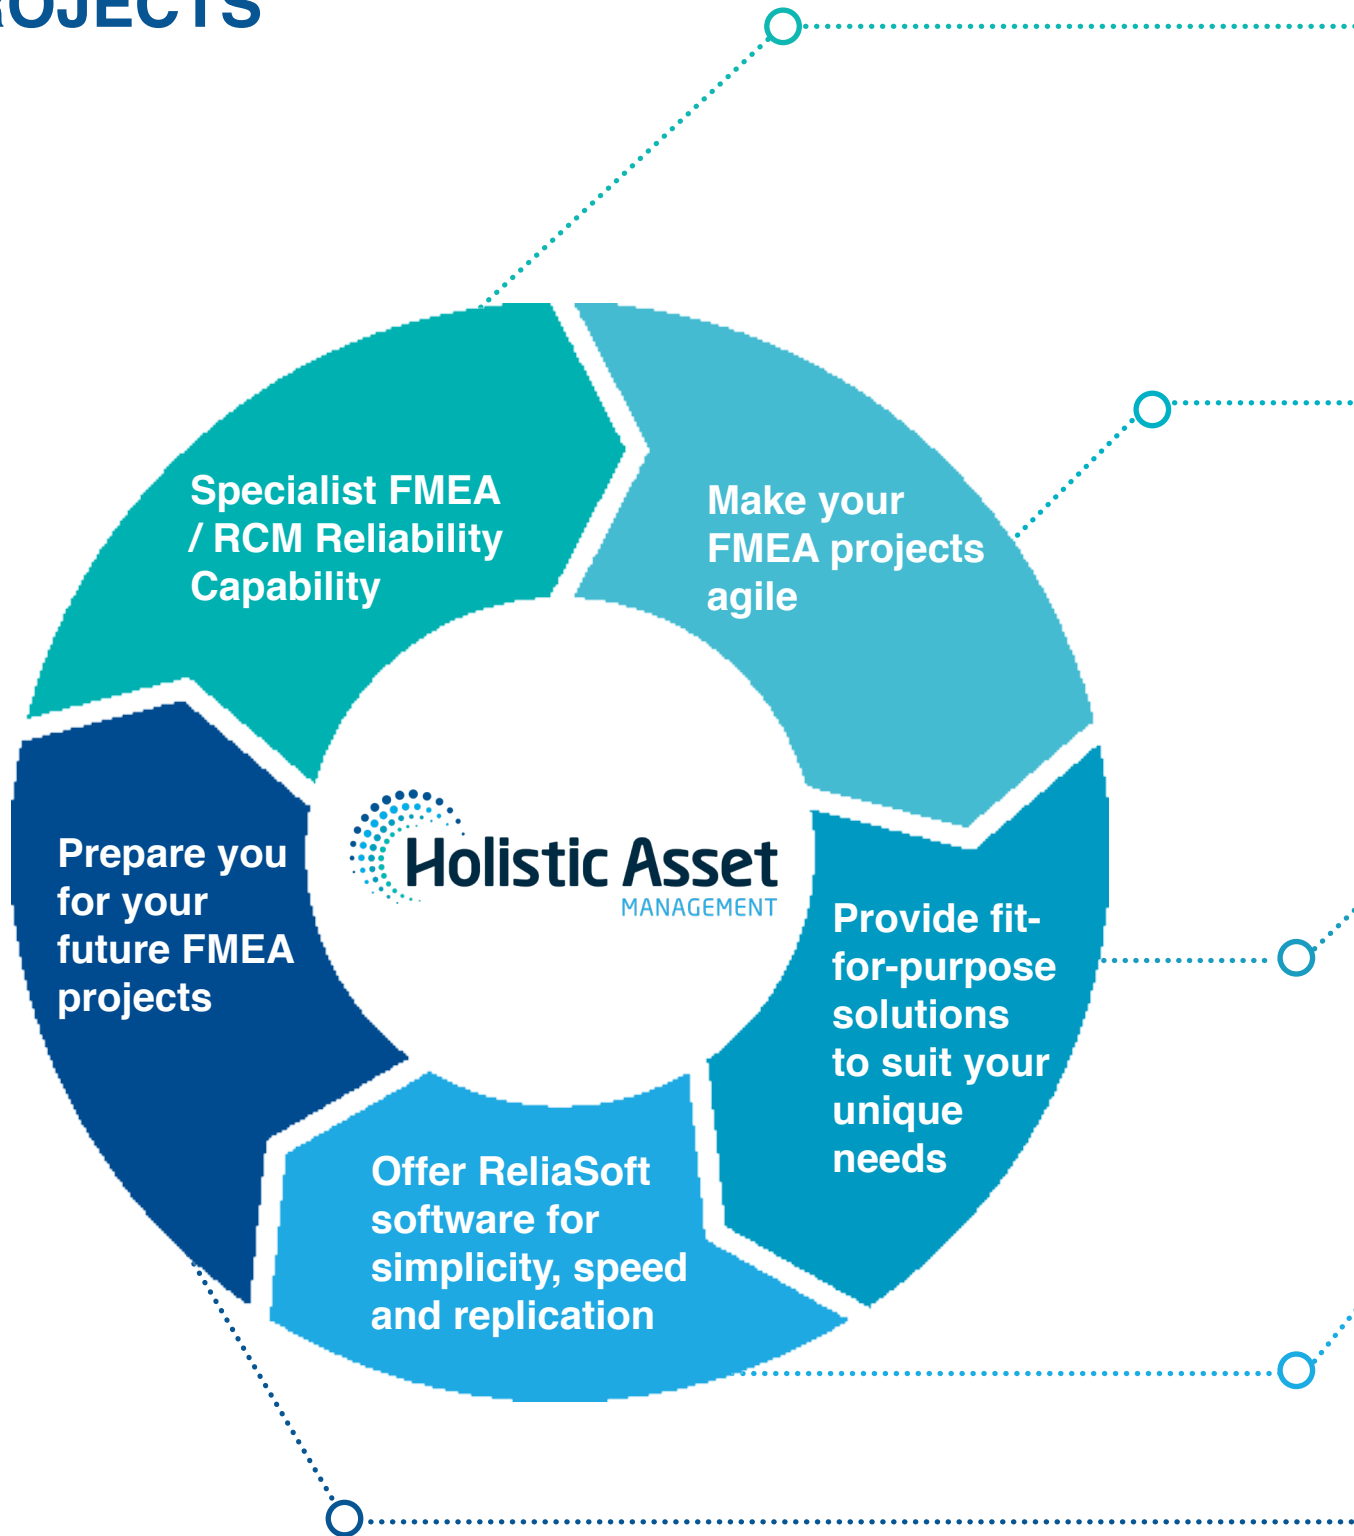 Specialist FMEA
/ RCM Reliability
Capability
Make your
FMEA projects
agile
Prepare you
for your
future FMEA
projects
Holistic Asset
MANAGEMENT
Provide fit-
for-purpose
solutions
to suit your
unique
needs
Offer ReliaSoft
software for
simplicity, speed
and replication